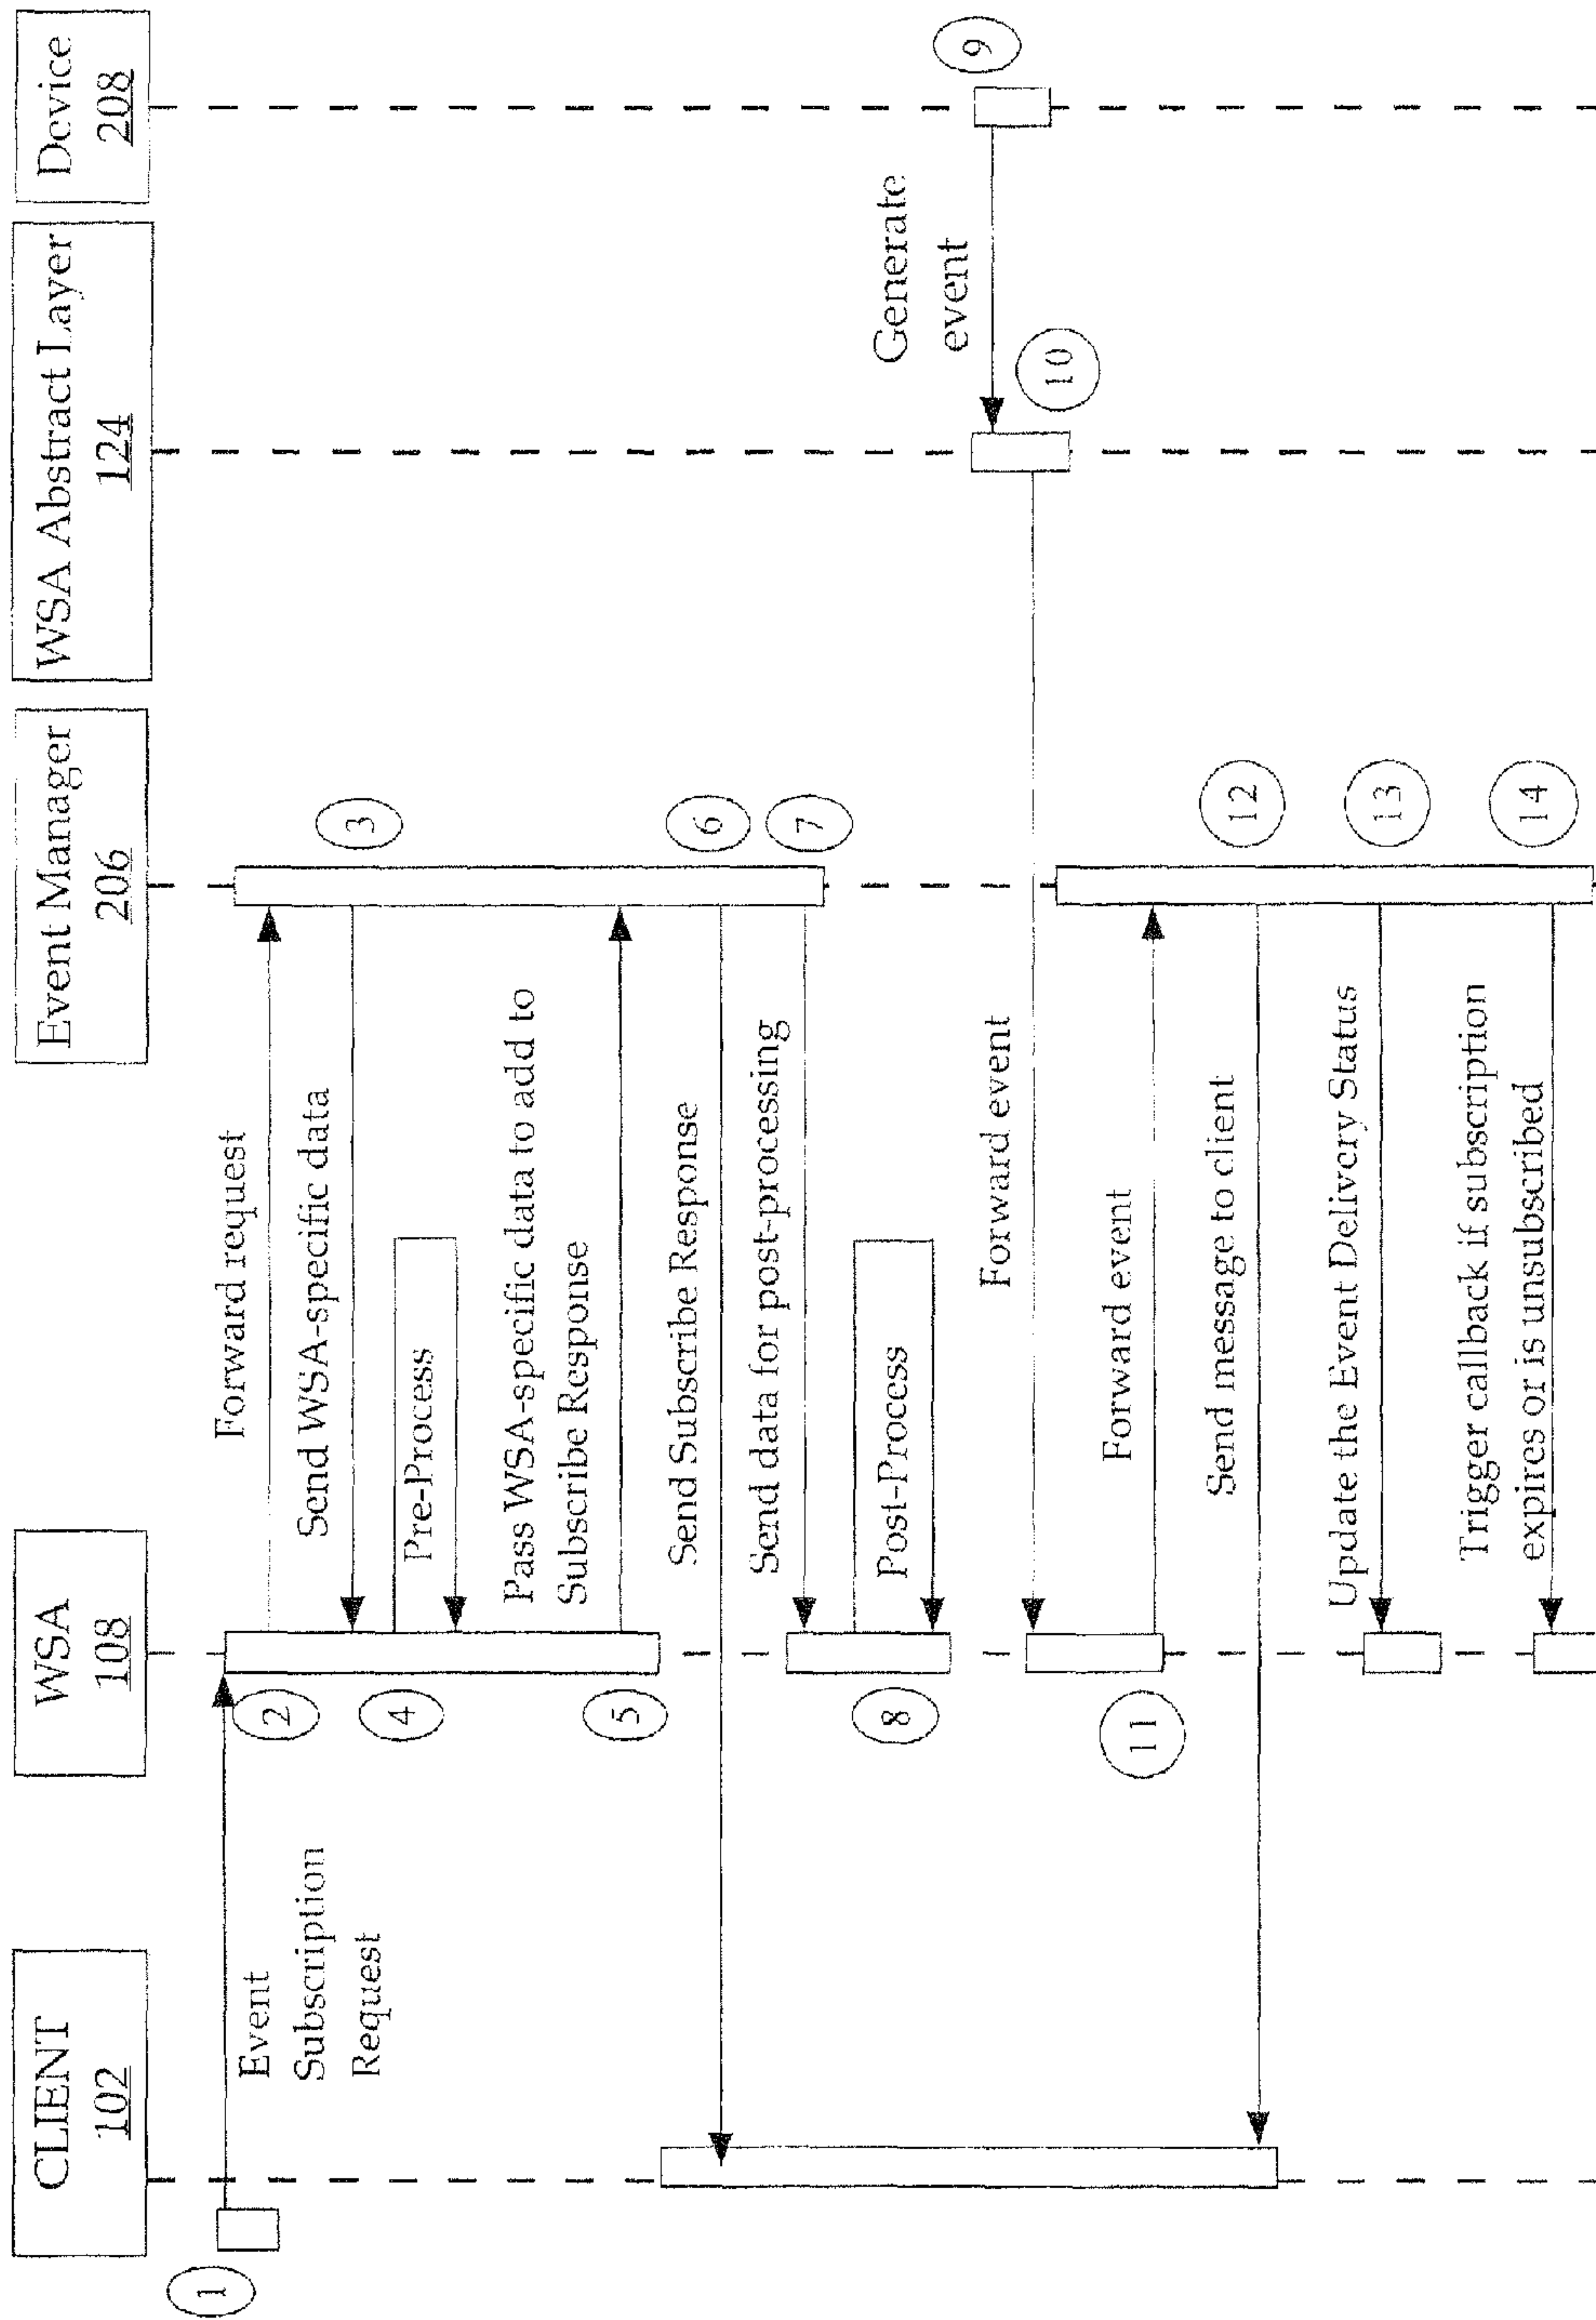 CLIENT
102
WSA
108
Event Manager
206
WSA Abstract Layer
124
Device
208
1
Event
Subscription
Request
2
Forward request
3
Send WSA-specific data
4
Pre-Process
Pass WSA-specific data to add to
Subscribe Response
5
6
Send Subscribe Response
7
Send data for post-processing
8
Post-Process
9
Generate
event
10
Forward event
11
Forward event
12
Send message to client
13
Update the Event Delivery Status
14
Trigger callback if subscription
expires or is unsubscribed